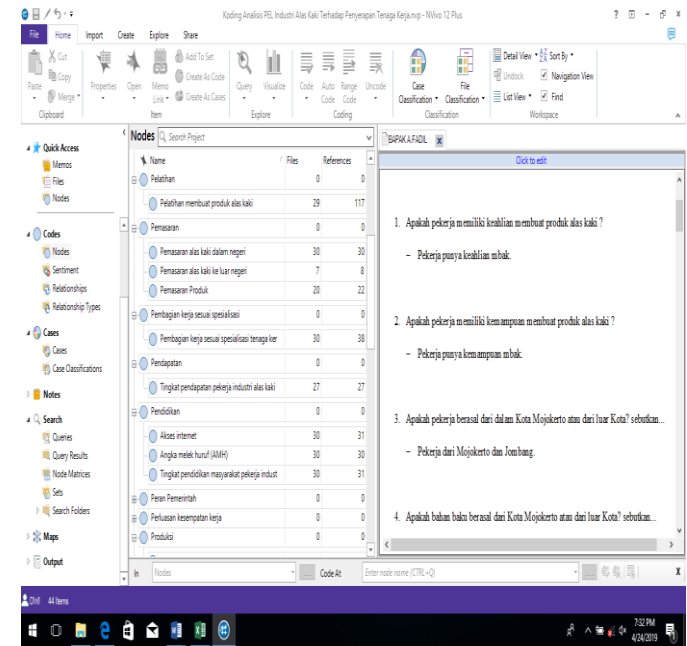 Koding Analisis PEL Industri Alas Kaki Terhadap Penyerapan Tenaga Kerja.nvp - NVivo 12 Plus
File Home Import Create Explore Share
Paste
Cut
Copy
Merge
Clipboard
Properties
Open
Memo Link
Add To Set
Create As Code
Create As Cases
Item
Query
Visualize
Explore
Code
Auto Code
Range Code
Uncode
Coding
Case Classification
File Classification
Classification
Detail View
Sort By
Undock
Navigation View
List View
Find
Workspace
Quick Access
Memos
Files
Nodes
Codes
Nodes
Sentiment
Relationships
Relationship Types
Cases
Cases
Case Classifications
Notes
Search
Queries
Query Results
Node Matrices
Sets
Search Folders
Maps
Output
Nodes Search Project
Name Files References
Pelatihan 0 0
Pelatihan membuat produk alas kaki 29 117
Pemasaran 0 0
Pemasaran alas kaki dalam negeri 30 30
Pemasaran alas kaki ke luar negeri 7 8
Pemasaran Produk 20 22
Pembagian kerja sesuai spesialisasi 0 0
Pembagian kerja sesuai spesialisasi tenaga ker 30 38
Pendapatan 0 0
Tingkat pendapatan pekerja industri alas kaki 27 27
Pendidikan 0 0
Akses internet 30 31
Angka melek huruf (AMH) 30 30
Tingkat pendidikan masyarakat pekerja indust 30 31
Peran Pemerintah 0 0
Perluasan kesempatan kerja 0 0
Produksi 0 0
BAPAK A.FADIL x
Click to edit
1. Apakah pekerja memiliki keahlian membuat produk alas kaki ?
– Pekerja punya keahlian mbak.
2. Apakah pekerja memiliki kemampuan membuat produk alas kaki ?
– Pekerja punya kemampuan mbak.
3. Apakah pekerja berasal dari dalam Kota Mojokerto atau dari luar Kota? sebutkan...
– Pekerja dari Mojokerto dan Jombang.
4. Apakah bahan baku berasal dari Kota Mojokerto atau dari luar Kota? sebutkan...
In Nodes ... Code At Enter node name (CTRL+Q) ... X
44 Items
7:32 PM
4/24/2019